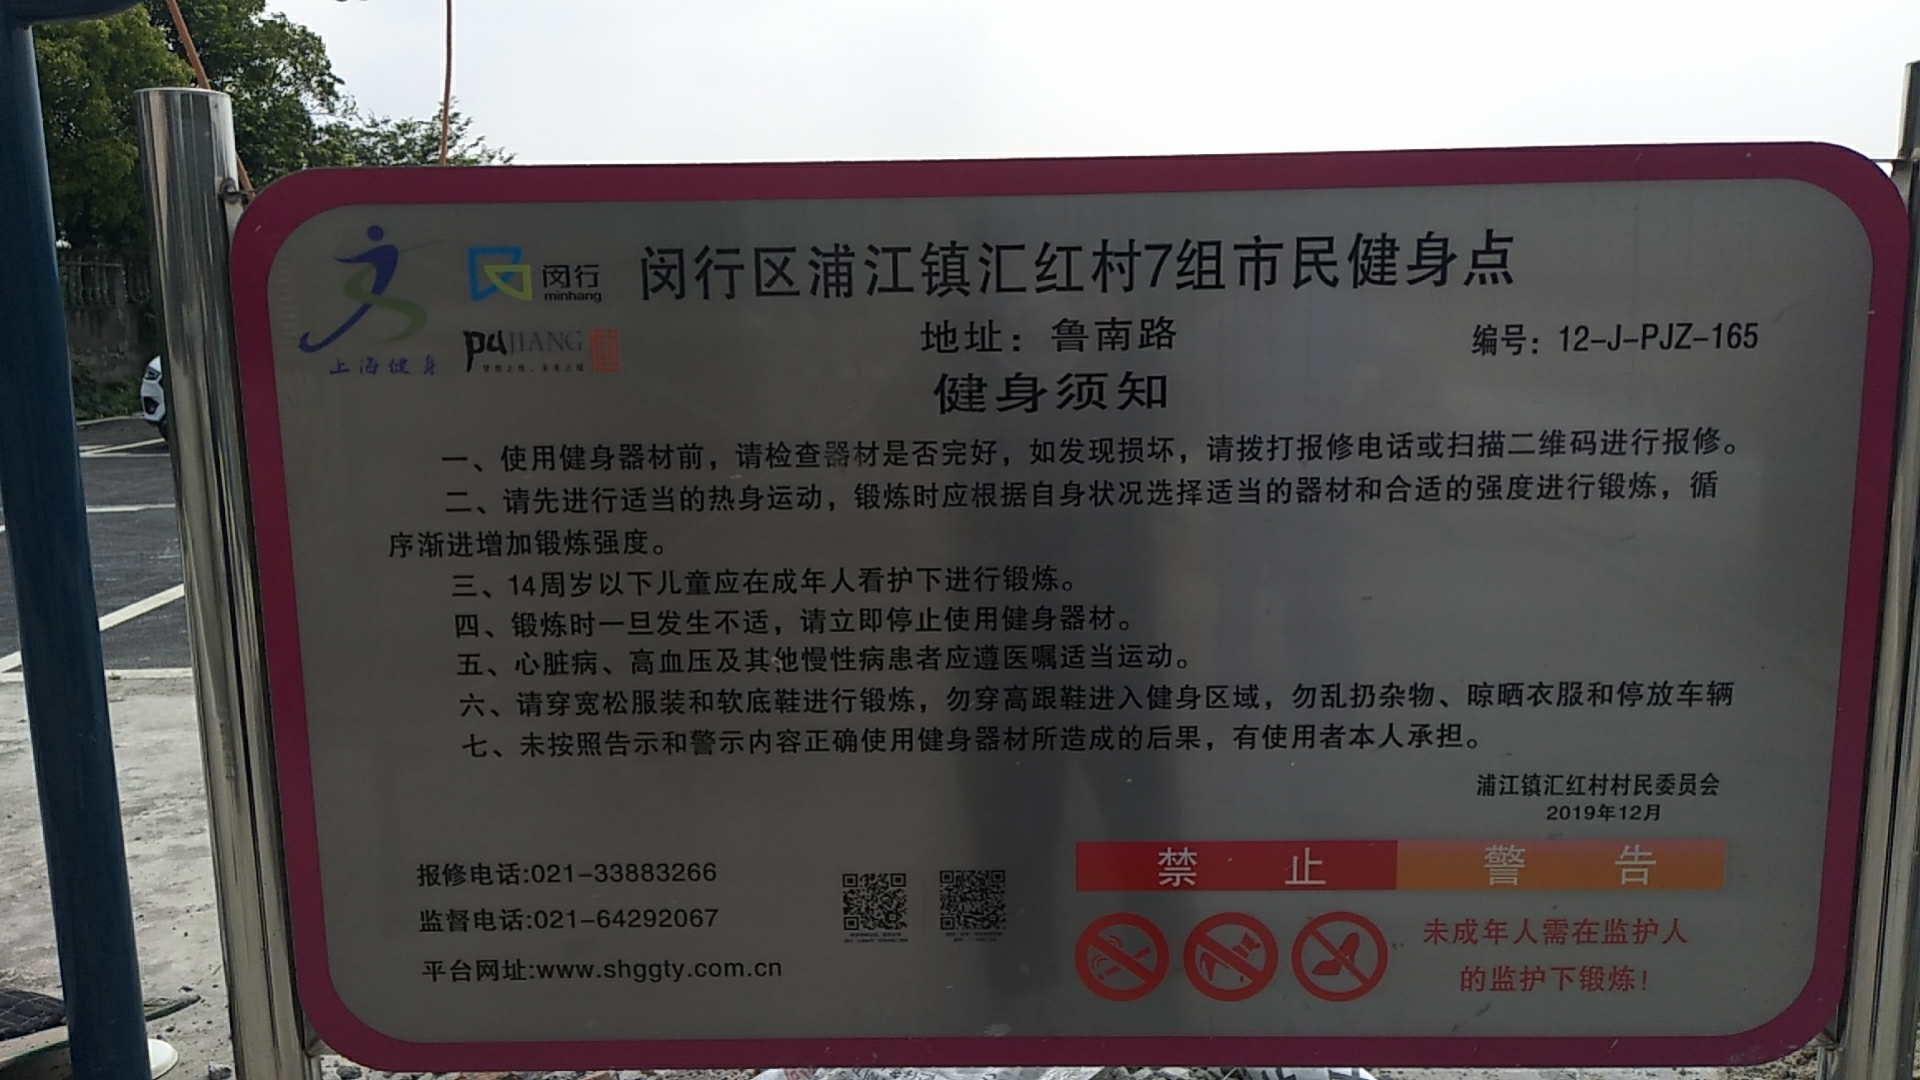 上海健身
闵行
minhang
puJIANG
闵行区浦江镇汇红村7组市民健身点
地址：鲁南路
编号：12-J-PJZ-165
健身须知
一、使用健身器材前，请检查器材是否完好，如发现损坏，请拨打报修电话或扫描二维码进行报修。
二、请先进行适当的热身运动，锻炼时应根据自身状况选择适当的器材和合适的强度进行锻炼，循
序渐进增加锻炼强度。
三、14周岁以下儿童应在成年人看护下进行锻炼。
四、锻炼时一旦发生不适，请立即停止使用健身器材。
五、心脏病、高血压及其他慢性病患者应遵医嘱适当运动。
六、请穿宽松服装和软底鞋进行锻炼，勿穿高跟鞋进入健身区域，勿乱扔杂物、晾晒衣服和停放车辆
七、未按照告示和警示内容正确使用健身器材所造成的后果，有使用者本人承担。
浦江镇汇红村村民委员会
2019年12月
报修电话:021-33883266
监督电话:021-64292067
平台网址:www.shggty.com.cn
禁止
警告
未成年人需在监护人
的监护下锻炼！